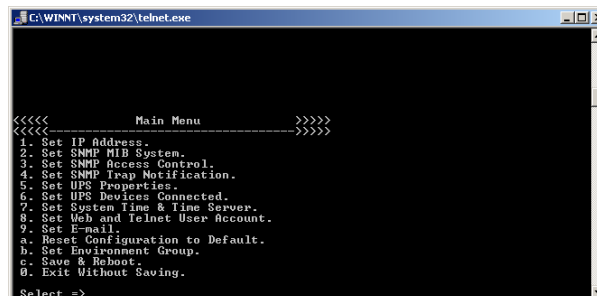 C:\WINNT\system32\telnet.exe
<<<<<          Main Menu          >>>>>
<<<<<---------------------------------->>>>>
1. Set IP Address.
2. Set SNMP MIB System.
3. Set SNMP Access Control.
4. Set SNMP Trap Notification.
5. Set UPS Properties.
6. Set UPS Devices Connected.
7. Set System Time & Time Server.
8. Set Web and Telnet User Account.
9. Set E-mail.
a. Reset Configuration to Default.
b. Set Environment Group.
c. Save & Reboot.
0. Exit Without Saving.
Select =>